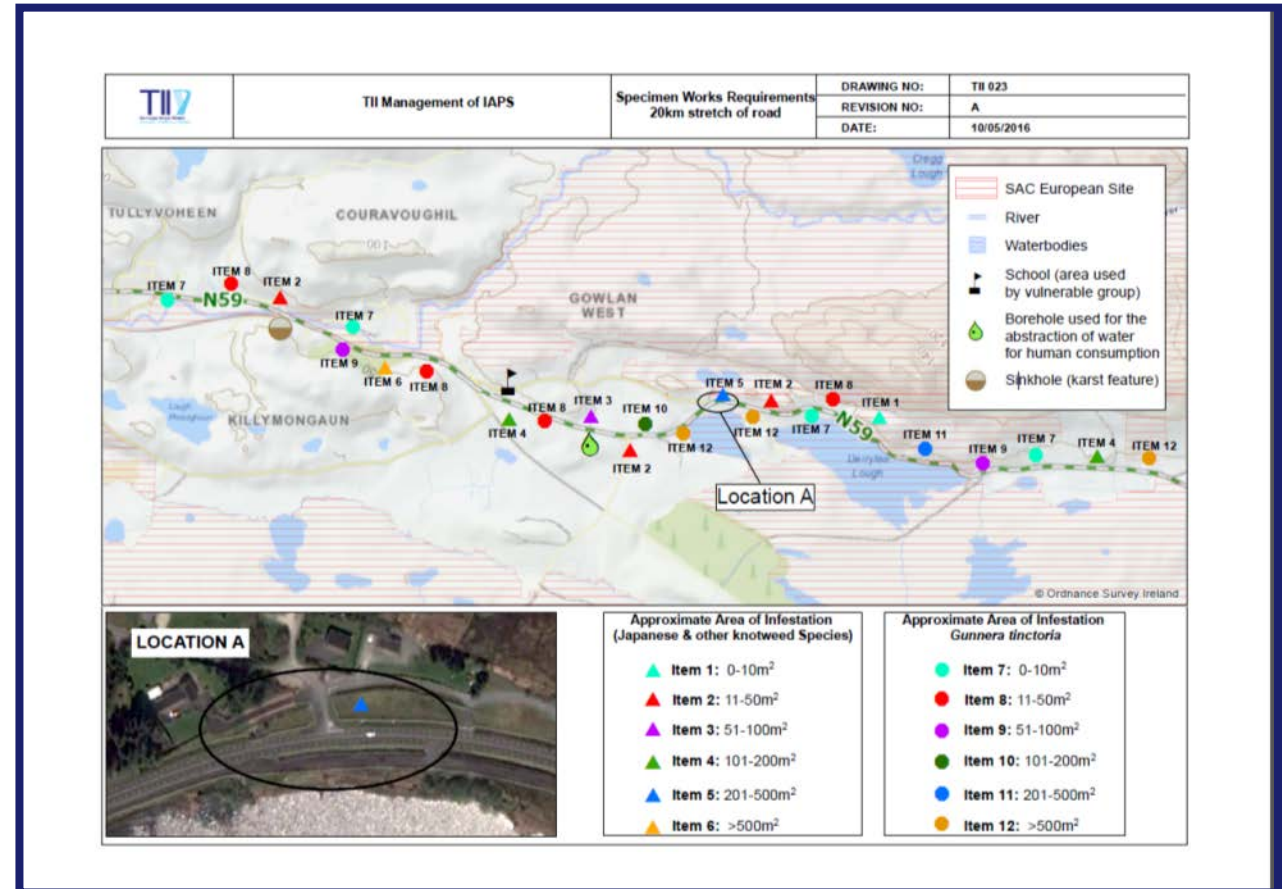 TII
TII Management of IAPS
Specimen Works Requirements
20km stretch of road
DRAWING NO:
TII 023
REVISION NO:
A
DATE:
10/05/2016
Cregg
Lough
TULLYVOHEEN
COURAVOUGHIL
ITEM 8
ITEM 2
ITEM 7
N59
ITEM 7
ITEM 9
ITEM 6
ITEM 8
GOWLAN
WEST
KILLYMONGAUN
ITEM 4
ITEM 8
ITEM 3
ITEM 10
ITEM 2
ITEM 12
ITEM 5
ITEM 2
ITEM 12
ITEM 8
ITEM 7
N59
ITEM 1
ITEM 11
ITEM 9
ITEM 7
ITEM 4
ITEM 12
Lough
Location A
SAC European Site
River
Waterbodies
School (area used
by vulnerable group)
Borehole used for the
abstraction of water
for human consumption
Sinkhole (karst feature)
© Ordnance Survey Ireland
LOCATION A
Approximate Area of Infestation
(Japanese & other knotweed Species)
Item 1: 0-10m²
Item 2: 11-50m²
Item 3: 51-100m²
Item 4: 101-200m²
Item 5: 201-500m²
Item 6: >500m²
Approximate Area of Infestation
Gunnera tinctoria
Item 7: 0-10m²
Item 8: 11-50m²
Item 9: 51-100m²
Item 10: 101-200m²
Item 11: 201-500m²
Item 12: >500m²